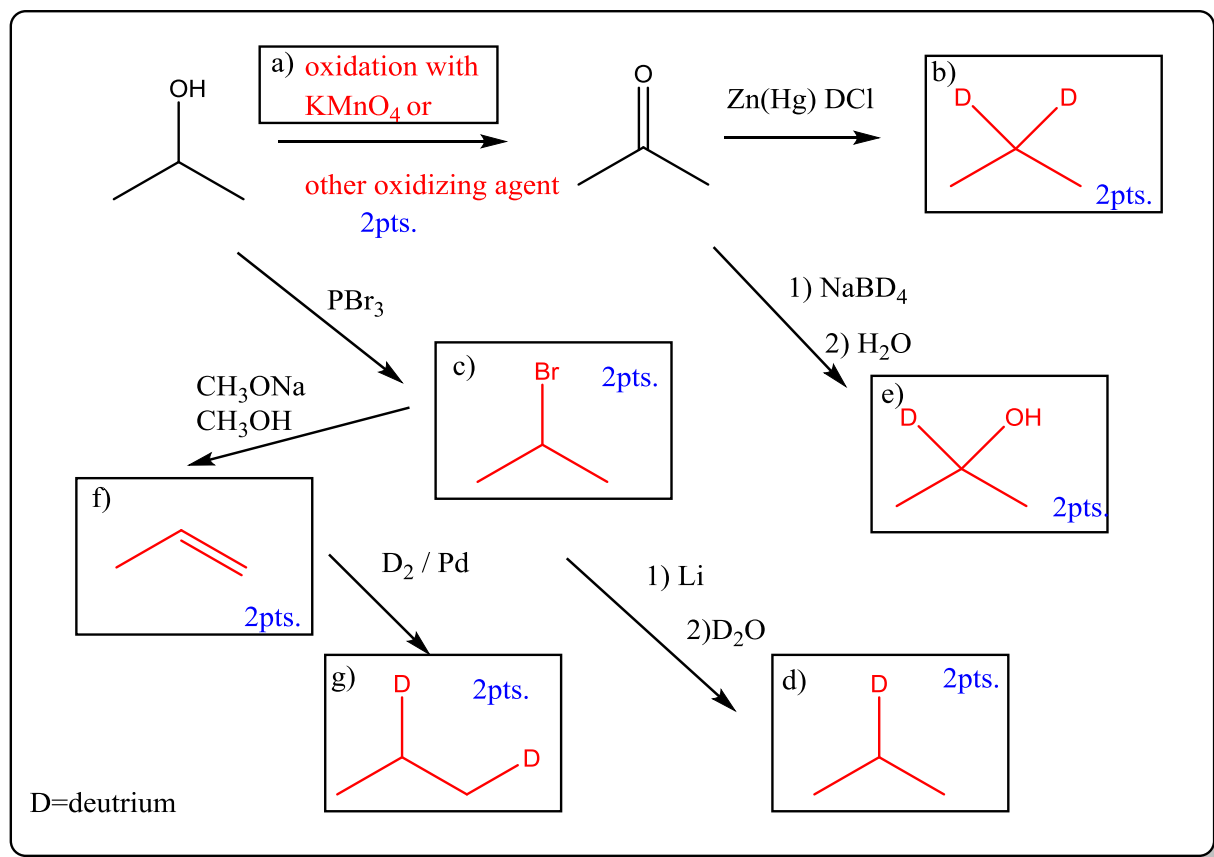 a) oxidation with
KMnO₄ or
other oxidizing agent
2pts.
OH
O
Zn(Hg) DCl
b)
D D
2pts.
PBr₃
1) NaBD₄
2) H₂O
c)
Br
2pts.
CH₃ONa
CH₃OH
e)
D OH
2pts.
f)
2pts.
D₂ / Pd
1) Li
2)D₂O
g)
D
2pts.
D
d)
D
2pts.
D=deutrium